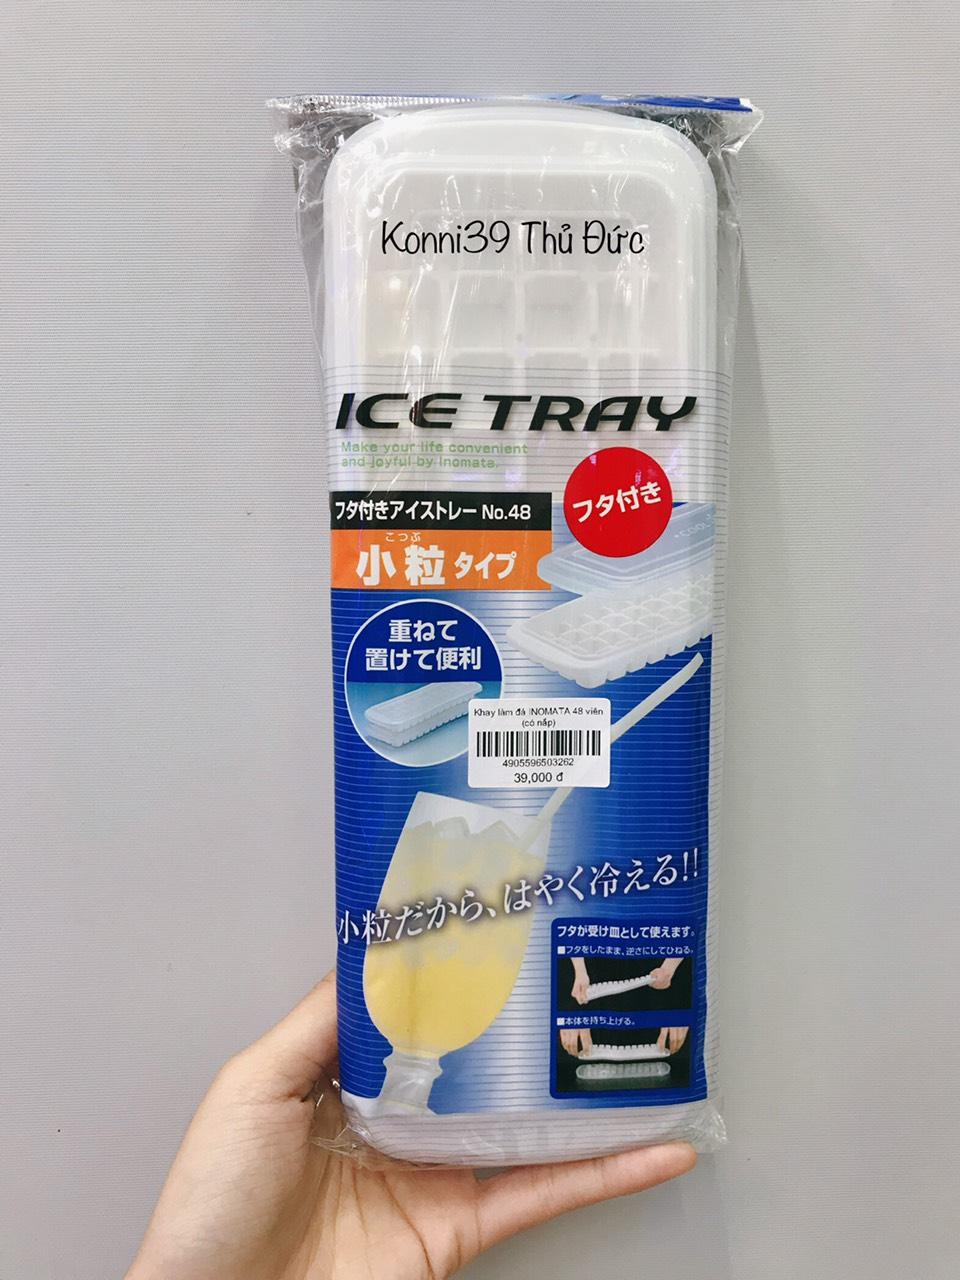 Konni39 Thủ Đức
ICE TRAY
Make your life convenient
and joyful by Inomata.
フタ付き
フタ付きアイストレー No.48
こつぶ
小粒タイプ
COOL
重ねて
置けて便利
Khay làm đá INOMATA 48 viên
(có nắp)
4905596503262
39,000 đ
小粒だから、はやく冷える!!
フタが受け皿として使えます。
■フタをしたまま、逆さにしてひねる。
■本体を持ち上げる。